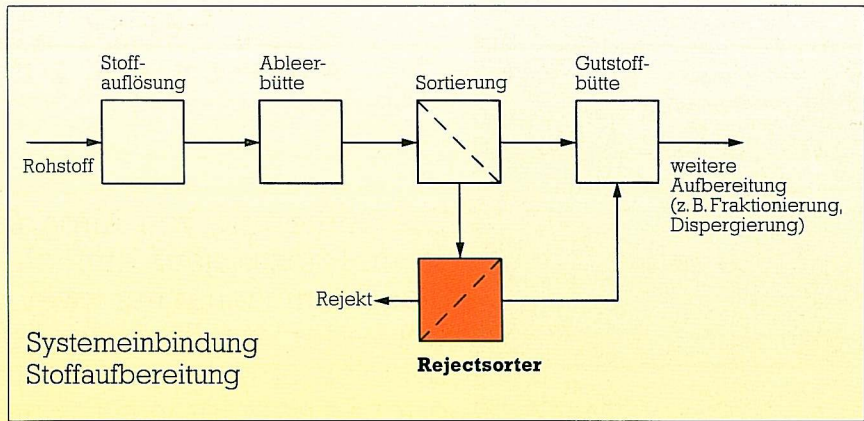 Stoff-
auflösung
Ableer-
bütte
Sortierung
Gutstoff-
bütte
Rohstoff
weitere
Aufbereitung
(z. B. Fraktionierung,
Dispergierung)
Rejekt
Rejectsorter
Systemeinbindung
Stoffaufbereitung